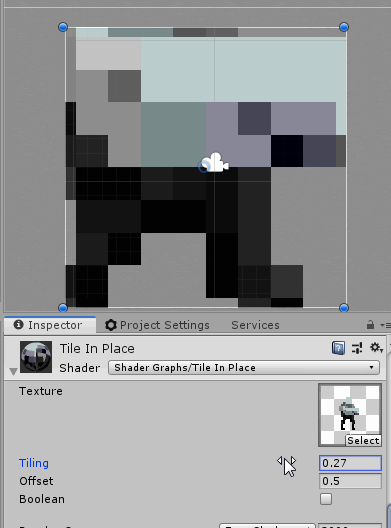 Inspector Project Settings Services
Tile In Place
Shader Shader Graphs/Tile In Place
Texture
Select
Tiling 0.27
Offset 0.5
Boolean